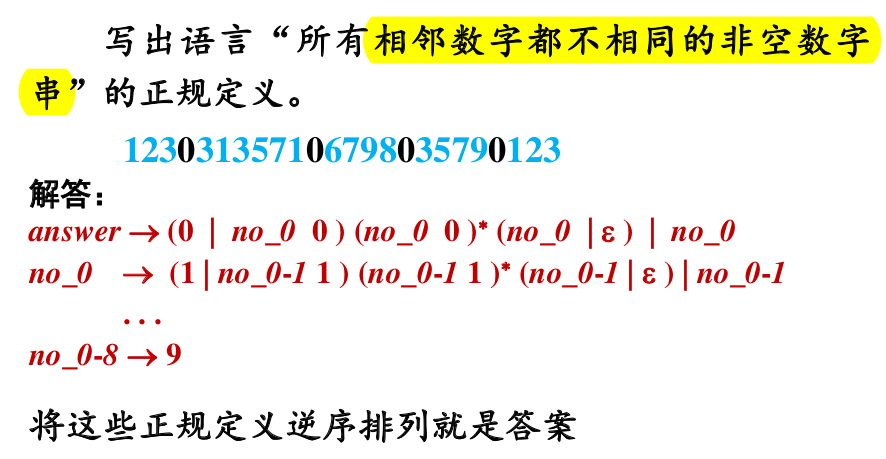 写出语言“所有相邻数字都不相同的非空数字
串”的正规定义。
123031357106798035790123
解答：
answer → (0 | no_0 0 ) (no_0 0 )* (no_0 | ε ) | no_0
no_0 → (1 | no_0-1 1 ) (no_0-1 1 )* (no_0-1 | ε ) | no_0-1
. . .
no_0-8 → 9
将这些正规定义逆序排列就是答案